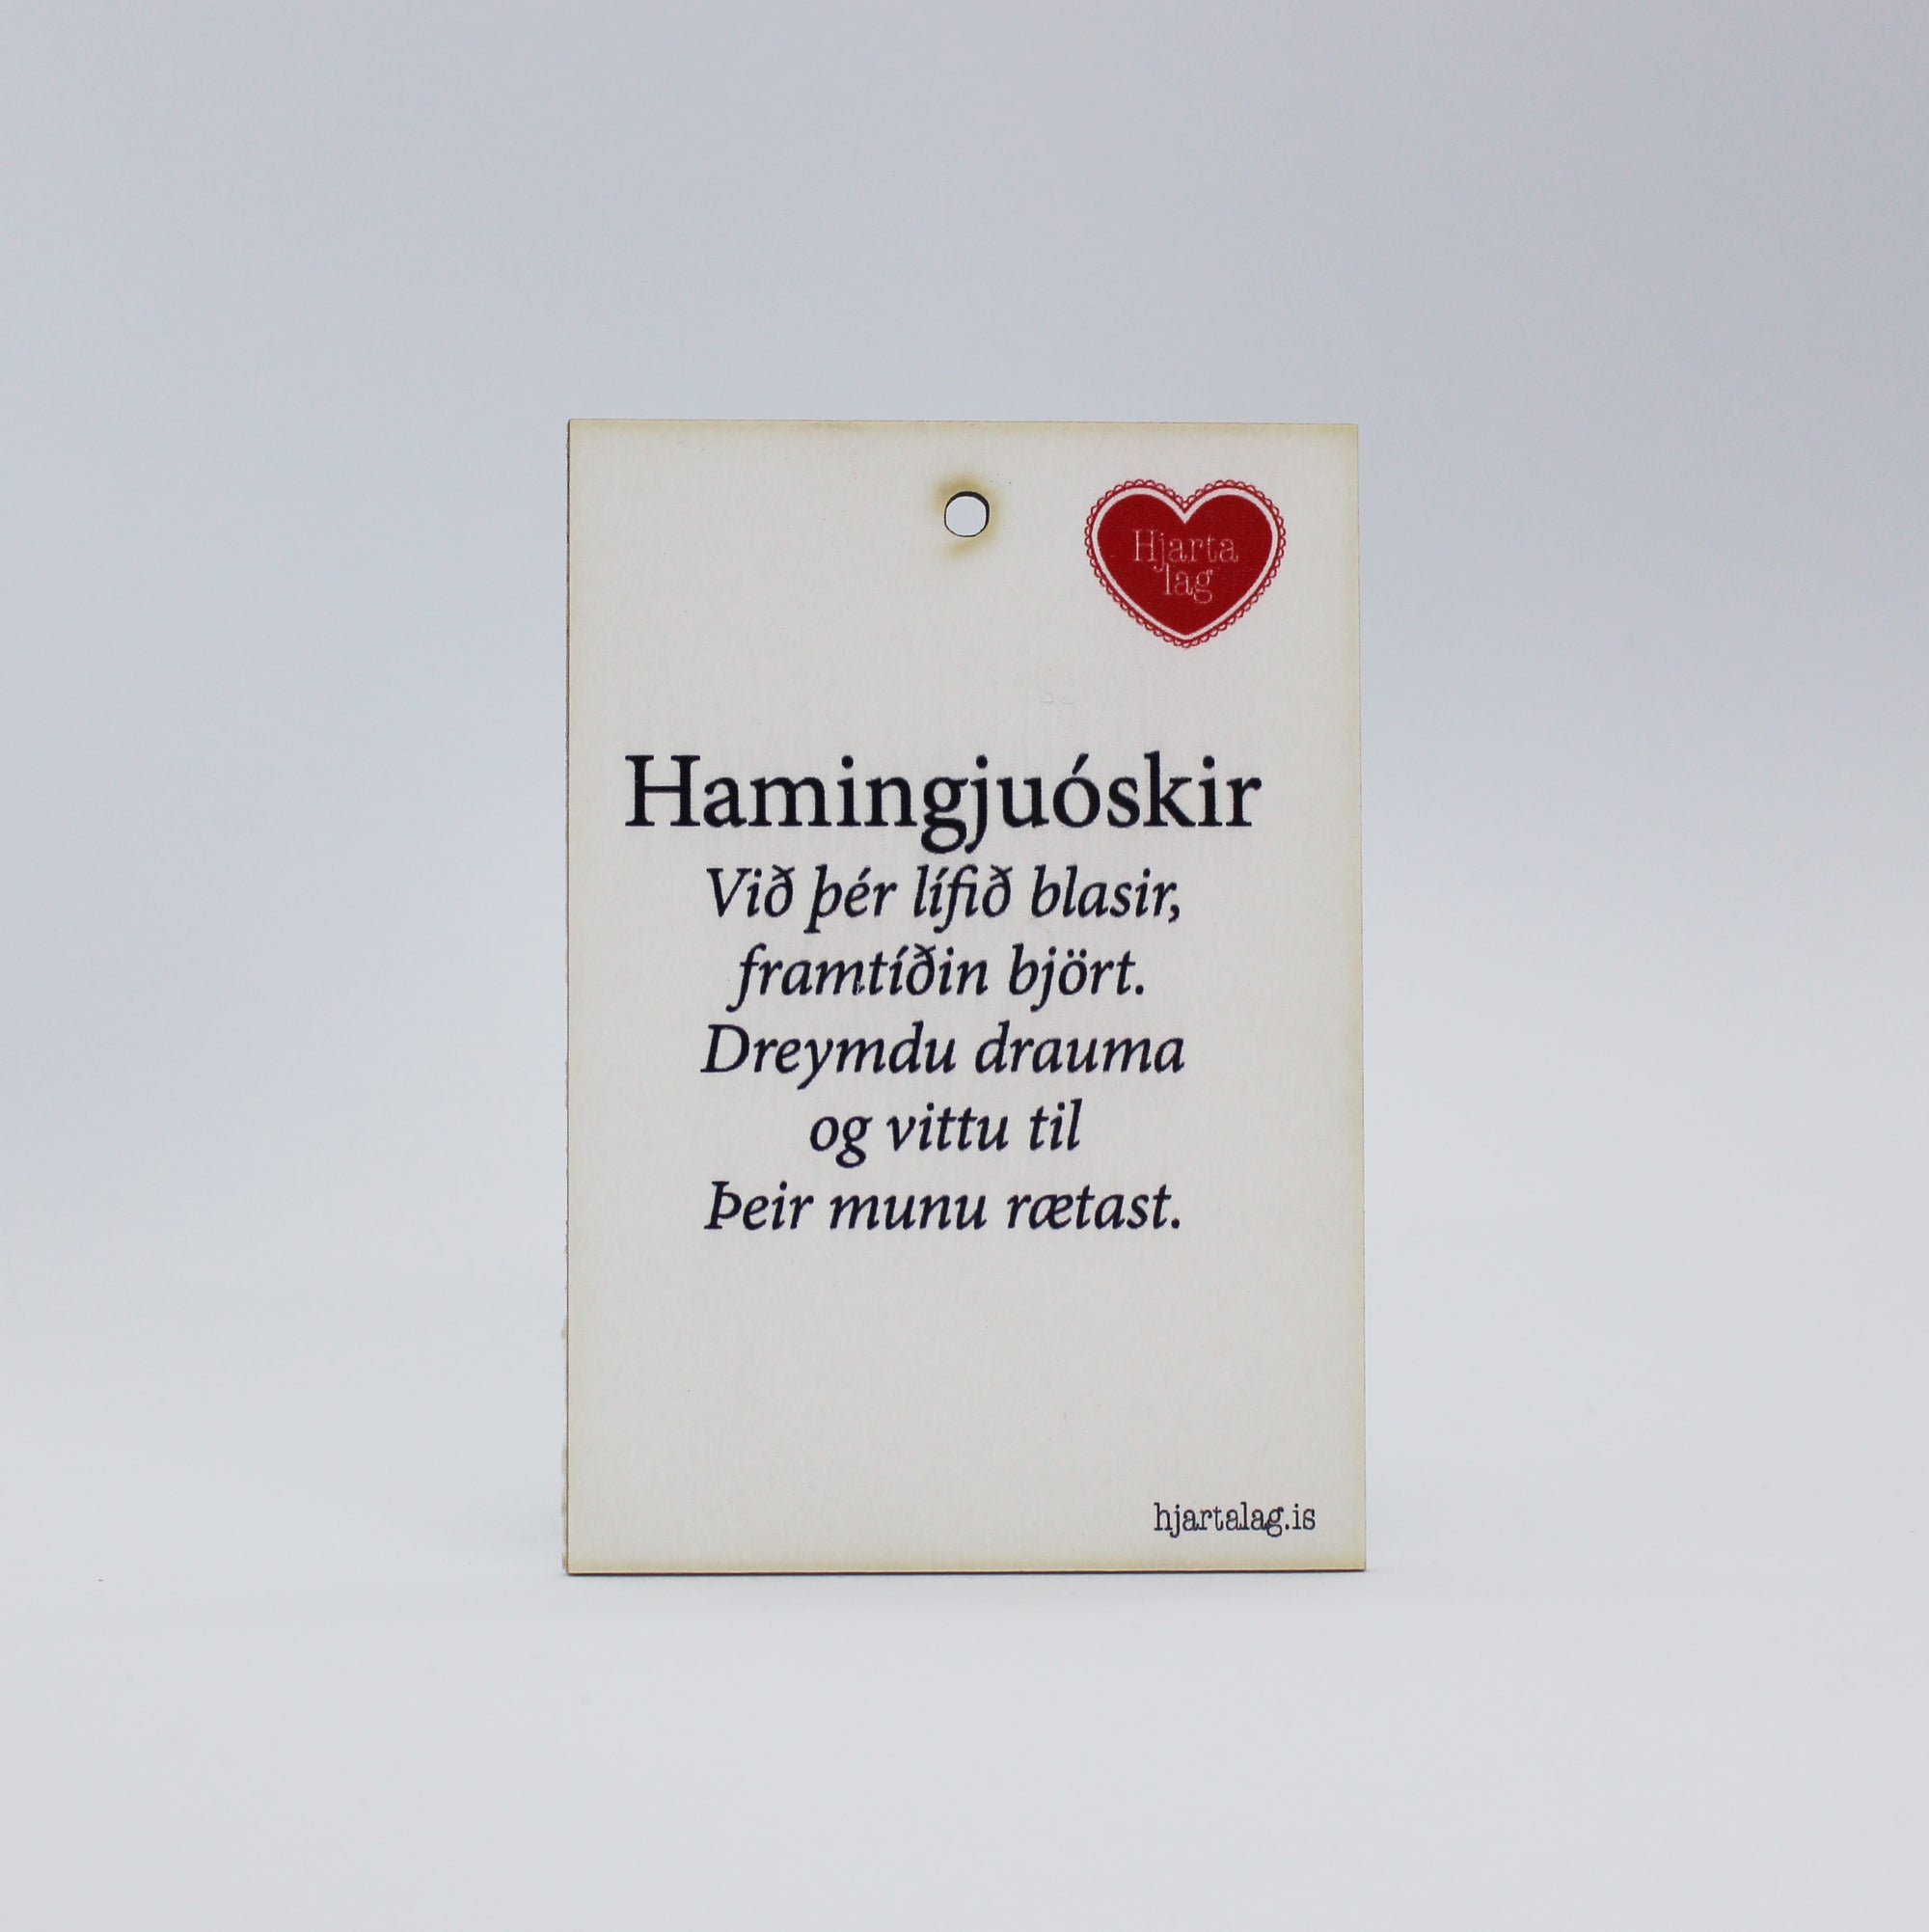 Hjarta
lag
Hamingjuóskir
Við þér lífið blasir,
framtíðin björt.
Dreymdu drauma
og vittu til
Þeir munu rætast.
hjartalag.is